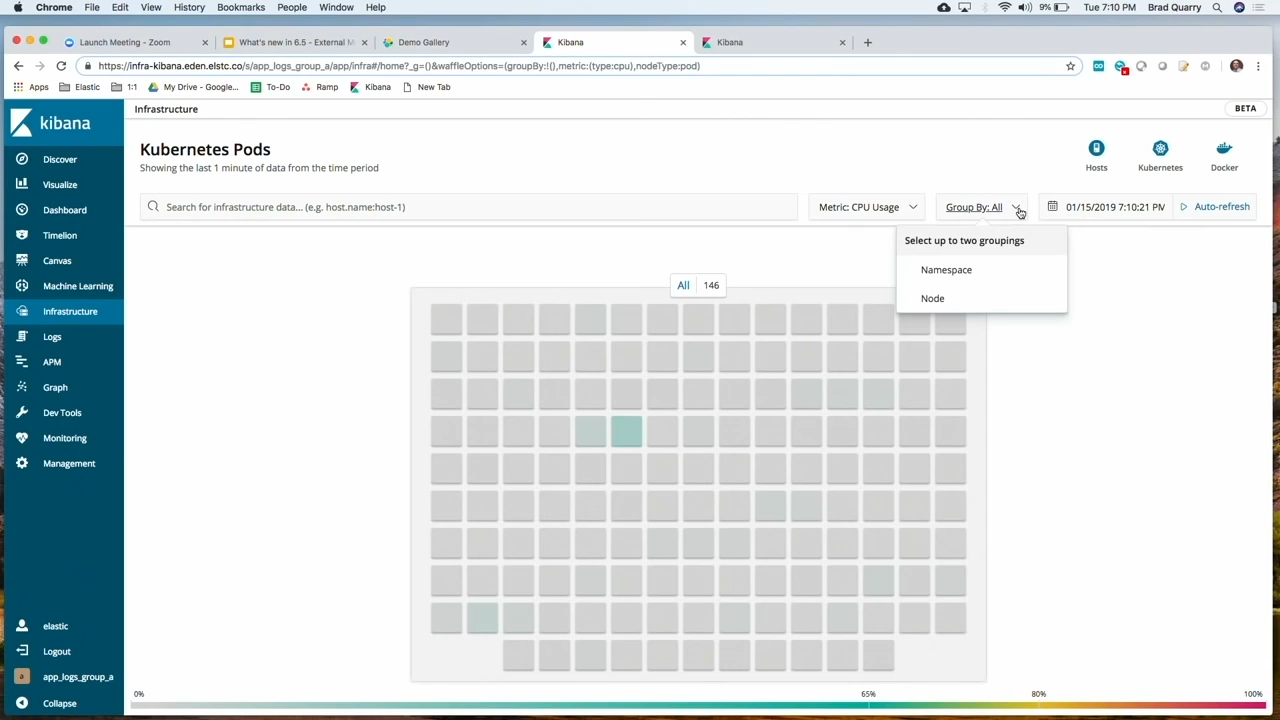 Chrome File Edit View History Bookmarks People Window Help 9% Tue 7:10 PM Brad Quarry
Launch Meeting - Zoom What's new in 6.5 - External M Demo Gallery Kibana Kibana
https://infra-kibana.eden.elstc.co/s/app_logs_group_a/app/infra#/home?_g=()&waffleOptions=(groupBy:!(),metric:(type:cpu),nodeType:pod)
Apps Elastic 1:1 My Drive - Google... To-Do Ramp Kibana New Tab
kibana
Infrastructure
BETA
Kubernetes Pods
Showing the last 1 minute of data from the time period
Hosts Kubernetes Docker
Search for infrastructure data... (e.g. host.name:host-1)
Metric: CPU Usage
Group By: All
01/15/2019 7:10:21 PM
Auto-refresh
Select up to two groupings
Namespace
Node
All 146
0% 65% 80% 100%
Discover
Visualize
Dashboard
Timelion
Canvas
Machine Learning
Infrastructure
Logs
APM
Graph
Dev Tools
Monitoring
Management
elastic
Logout
a app_logs_group_a
Collapse